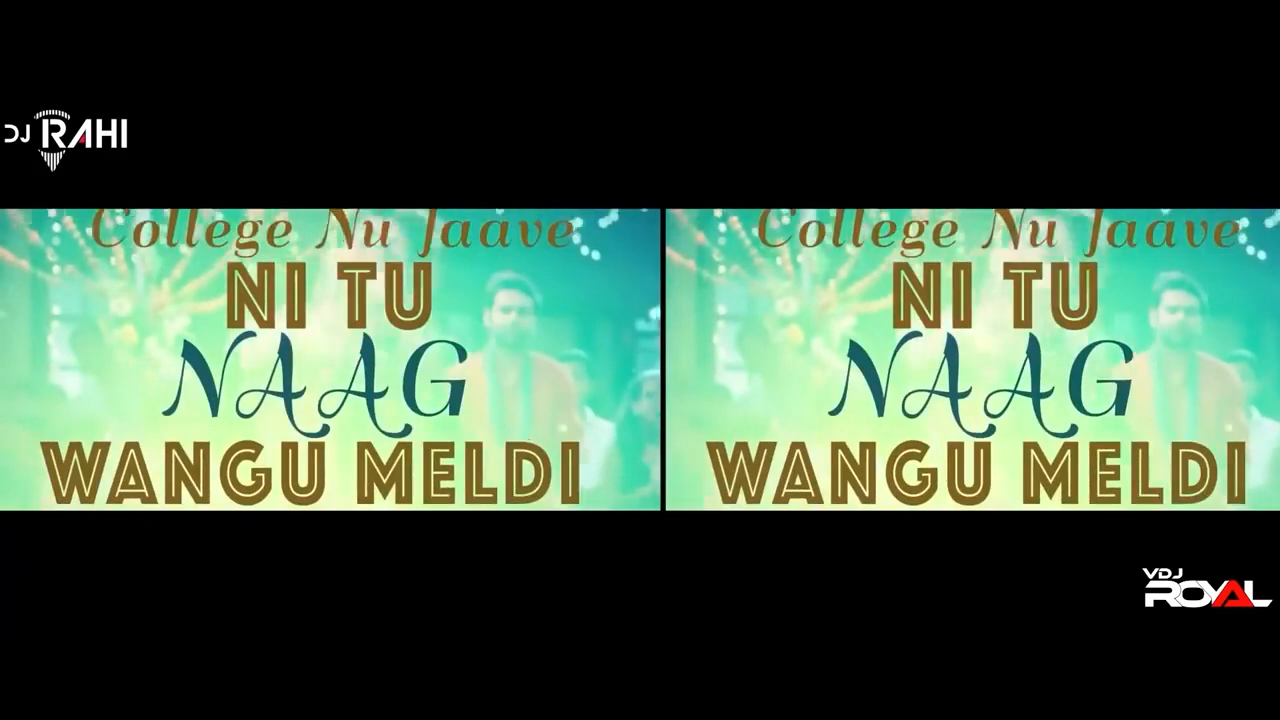 DJ RAHI
College Nu Jaave
NI TU
NAAG
WANGU MELDI
College Nu Jaave
NI TU
NAAG
WANGU MELDI
VDJ
ROYAL